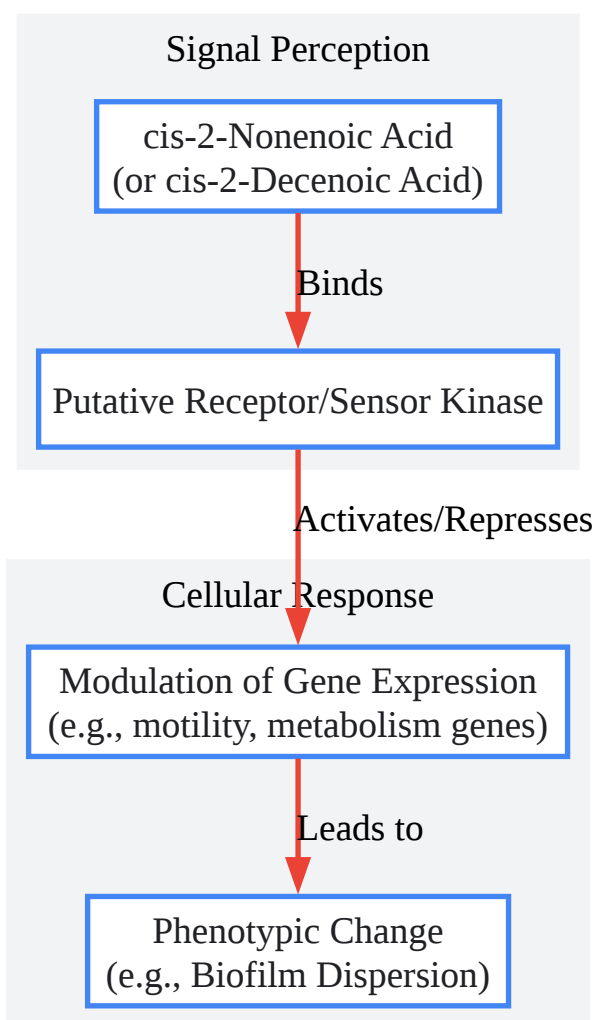 Signal Perception
cis-2-Nonenoic Acid
(or cis-2-Decenoic Acid)
Binds
Putative Receptor/Sensor Kinase
Activates/Represses
Cellular Response
Modulation of Gene Expression
(e.g., motility, metabolism genes)
Leads to
Phenotypic Change
(e.g., Biofilm Dispersion)